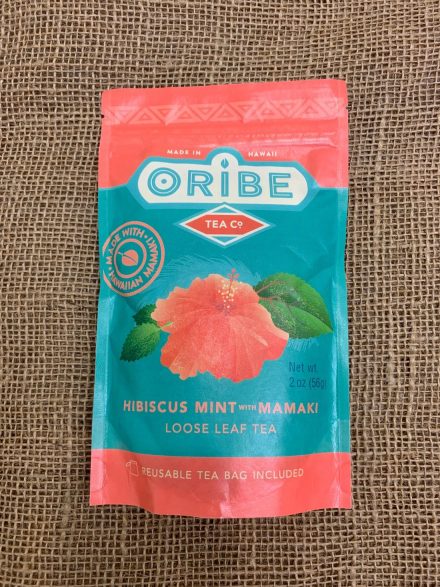 MADE IN HAWAII
ORIBE
TEA Cº
• MADE WITH •
HAWAIIAN MAMAKI
Net wt.
2 oz (56g)
HIBISCUS MINT WITH MAMAKI
LOOSE LEAF TEA
REUSABLE TEA BAG INCLUDED